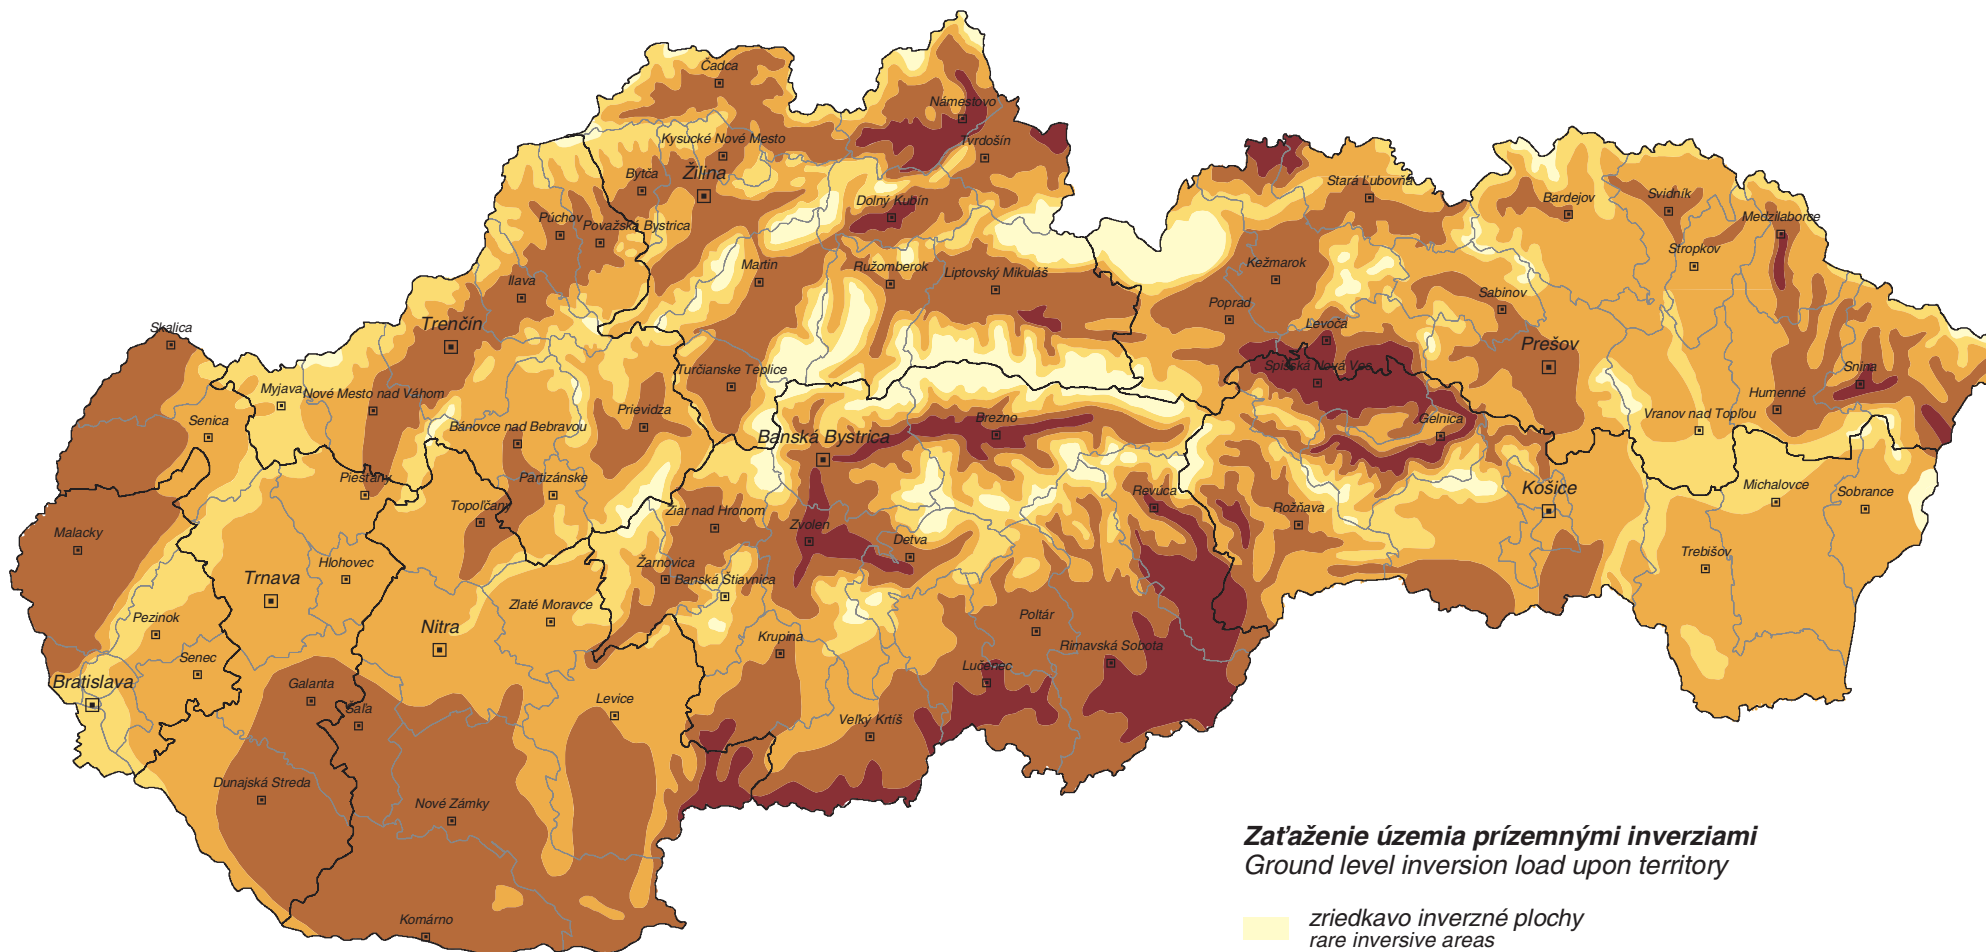 Čadca
Námestovo
Kysucké Nové Mesto
Tvrdošín
Bytča
Žilina
Dolný Kubín
Stará Ľubovňa
Bardejov
Svidník
Medzilaborce
Púchov
Považská Bystrica
Stropkov
Martin
Ružomberok
Liptovský Mikuláš
Kežmarok
Ilava
Poprad
Sabinov
Skalica
Trenčín
Levoča
Prešov
Turčianske Teplice
Spišská Nová Ves
Snina
Myjava
Nové Mesto nad Váhom
Prievidza
Humenné
Senica
Bánovce nad Bebravou
Banská Bystrica
Brezno
Gelnica
Vranov nad Topľou
Piešťany
Partizánske
Revúca
Košice
Michalovce
Sobrance
Malacky
Topoľčany
Žiar nad Hronom
Zvolen
Detva
Rožňava
Trnava
Hlohovec
Žarnovica
Banská Štiavnica
Trebišov
Pezinok
Nitra
Zlaté Moravce
Krupina
Poltár
Rimavská Sobota
Senec
Bratislava
Galanta
Šaľa
Levice
Lučenec
Veľký Krtíš
Dunajská Streda
Nové Zámky
Komárno
Zaťaženie územia prízemnými inverziami
Ground level inversion load upon territory
zriedkavo inverzné plochy
rare inversive areas